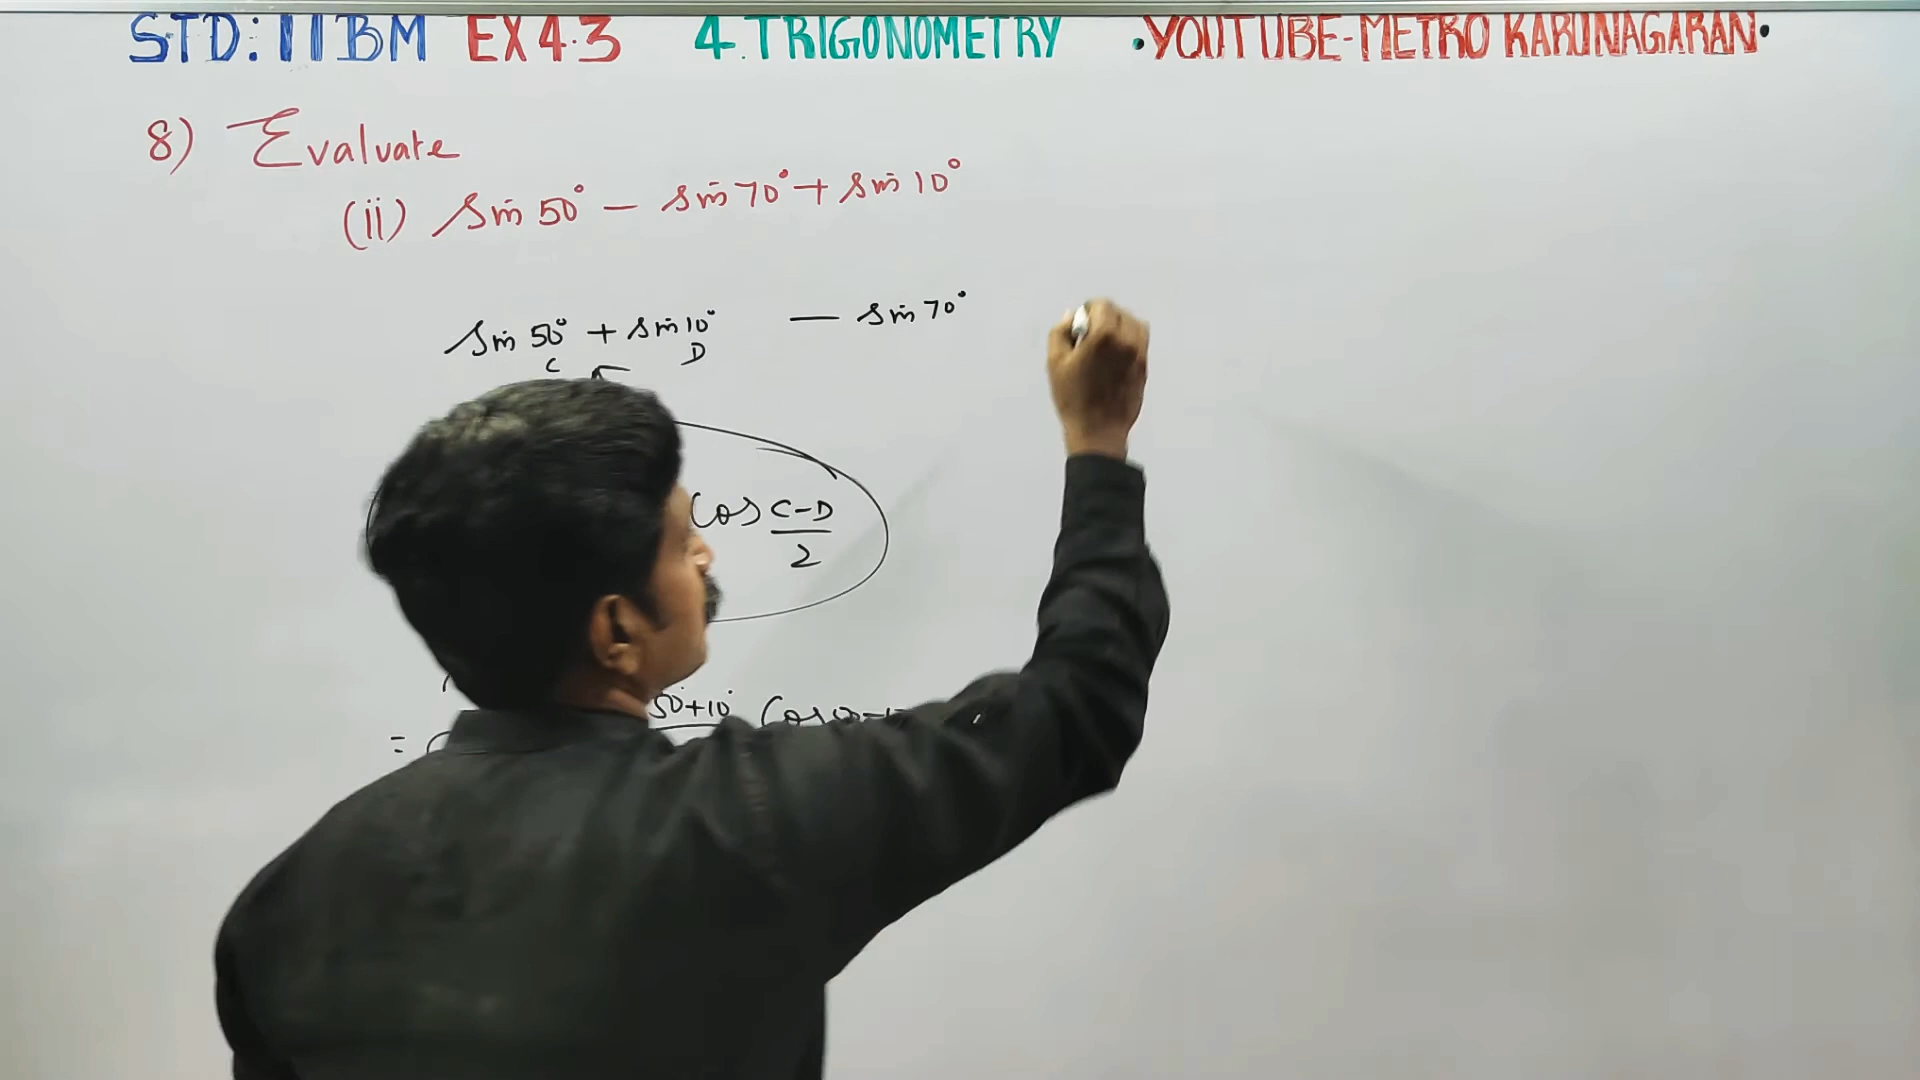 STD: 11 BM EX 4.3 4. TRIGONOMETRY • YOUTUBE-METRO KARUNAGARAN •
8) Evaluate
(ii) sin 50° – sin 70° + sin 10°
sin 50° + sin 10° — sin 70°
C D
cos C-D/2
= 50°+10° cos